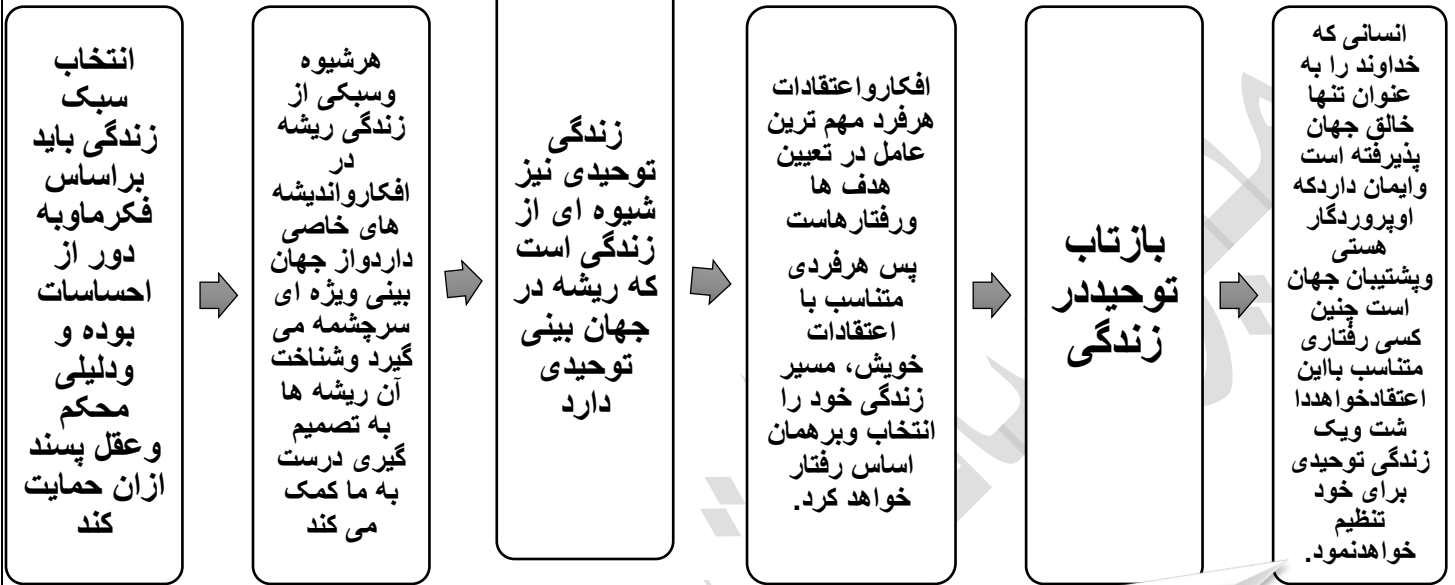 انتخاب
سبک
زندگی باید
براساس
فکرماوبه
دور از
احساسات
بوده و
ودلیلی
محکم
وعقل پسند
ازان حمایت
کند
هرشیوه
وسبکی از
زندگی ریشه
در
افکارواندیشه
های خاصی
داردواز جهان
بینی ویژه ای
سرچشمه می
گیرد وشناخت
آن ریشه ها
به تصمیم
گیری درست
به ما کمک
می کند
زندگی
توحیدی نیز
شیوه ای از
زندگی است
که ریشه در
جهان بینی
توحیدی
دارد
افکارواعتقادات
هرفرد مهم ترین
عامل در تعیین
هدف ها
ورفتارهاست
پس هرفردی
متناسب با
اعتقادات
خویش، مسیر
زندگی خود را
انتخاب وبرهمان
اساس رفتار
خواهد کرد.
بازتاب
توحیددر
زندگی
انسانی که
خداوند را به
عنوان تنها
خالق جهان
پذیرفته است
وایمان داردکه
اوپروردگار
هستی
وپشتیبان جهان
است چنین
کسی رفتاری
متناسب بااین
اعتقادخواهددا
شت ویک
زندگی توحیدی
برای خود
تنظیم
خواهدنمود.